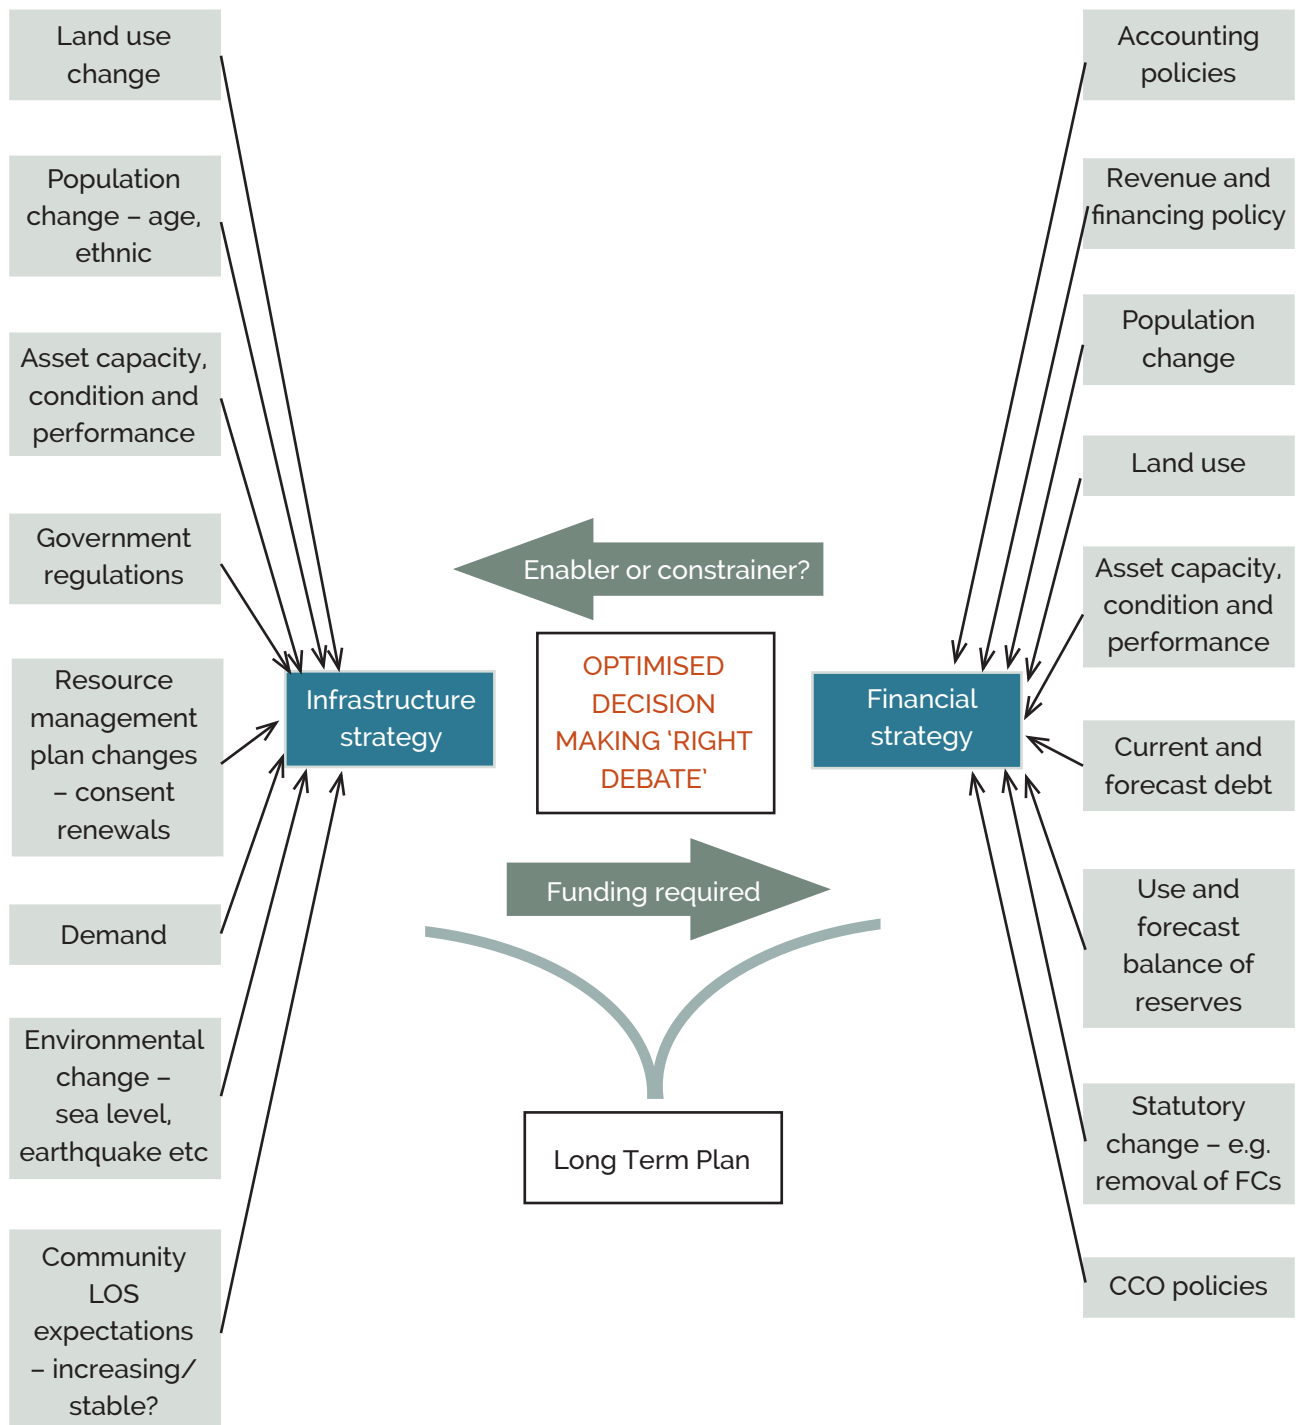 Land use
change
Population
change – age,
ethnic
Asset capacity,
condition and
performance
Government
regulations
Resource
management
plan changes
– consent
renewals
Demand
Environmental
change –
sea level,
earthquake etc
Community
LOS
expectations
– increasing/
stable?
Infrastructure
strategy
Enabler or constrainer?
OPTIMISED
DECISION
MAKING ‘RIGHT
DEBATE’
Funding required
Long Term Plan
Financial
strategy
Accounting
policies
Revenue and
financing policy
Population
change
Land use
Asset capacity,
condition and
performance
Current and
forecast debt
Use and
forecast
balance of
reserves
Statutory
change – e.g.
removal of FCs
CCO policies